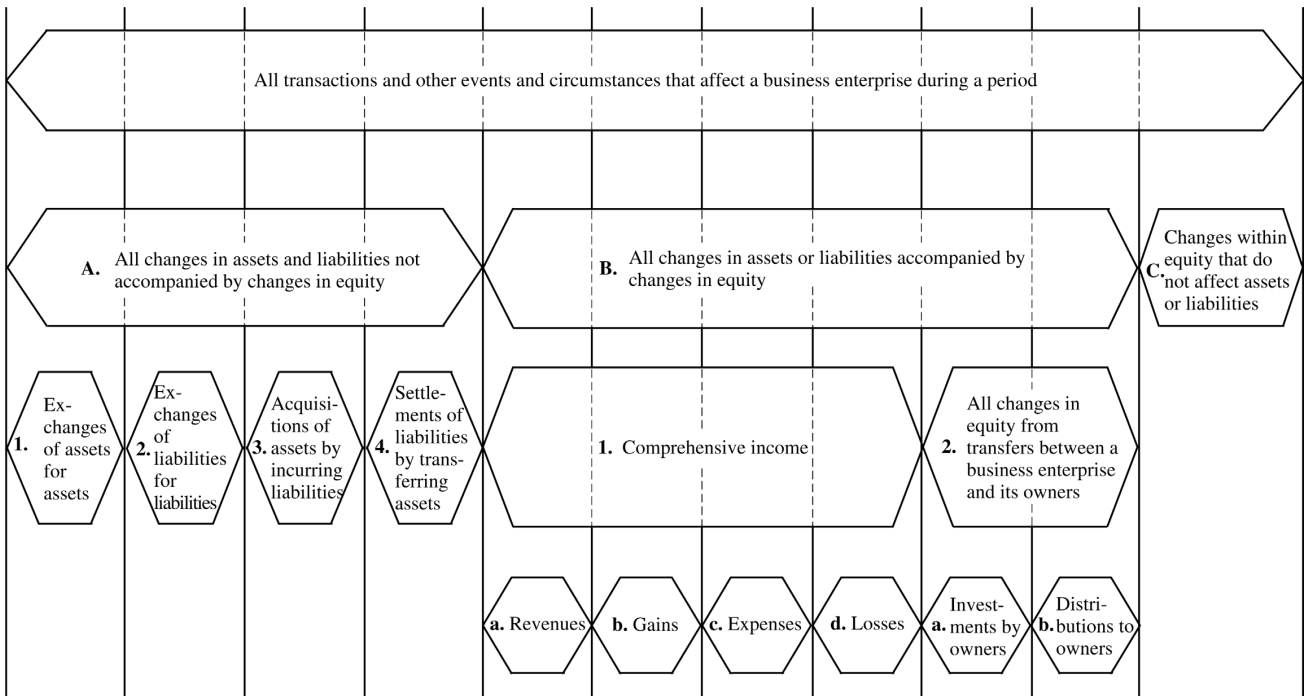 All transactions and other events and circumstances that affect a business enterprise during a period
A. All changes in assets and liabilities not
accompanied by changes in equity
B. All changes in assets or liabilities accompanied by
changes in equity
C. Changes within
equity that do
not affect assets
or liabilities
1. Ex-
changes
of assets
for
assets
2. Ex-
changes
of
liabilities
for
liabilities
3. Acquisi-
tions of
assets by
incurring
liabilities
4. Settle-
ments of
liabilities
by trans-
ferring
assets
1. Comprehensive income
2. All changes in
equity from
transfers between a
business enterprise
and its owners
a. Revenues
b. Gains
c. Expenses
d. Losses
a. Invest-
ments by
owners
b. Distri-
butions to
owners